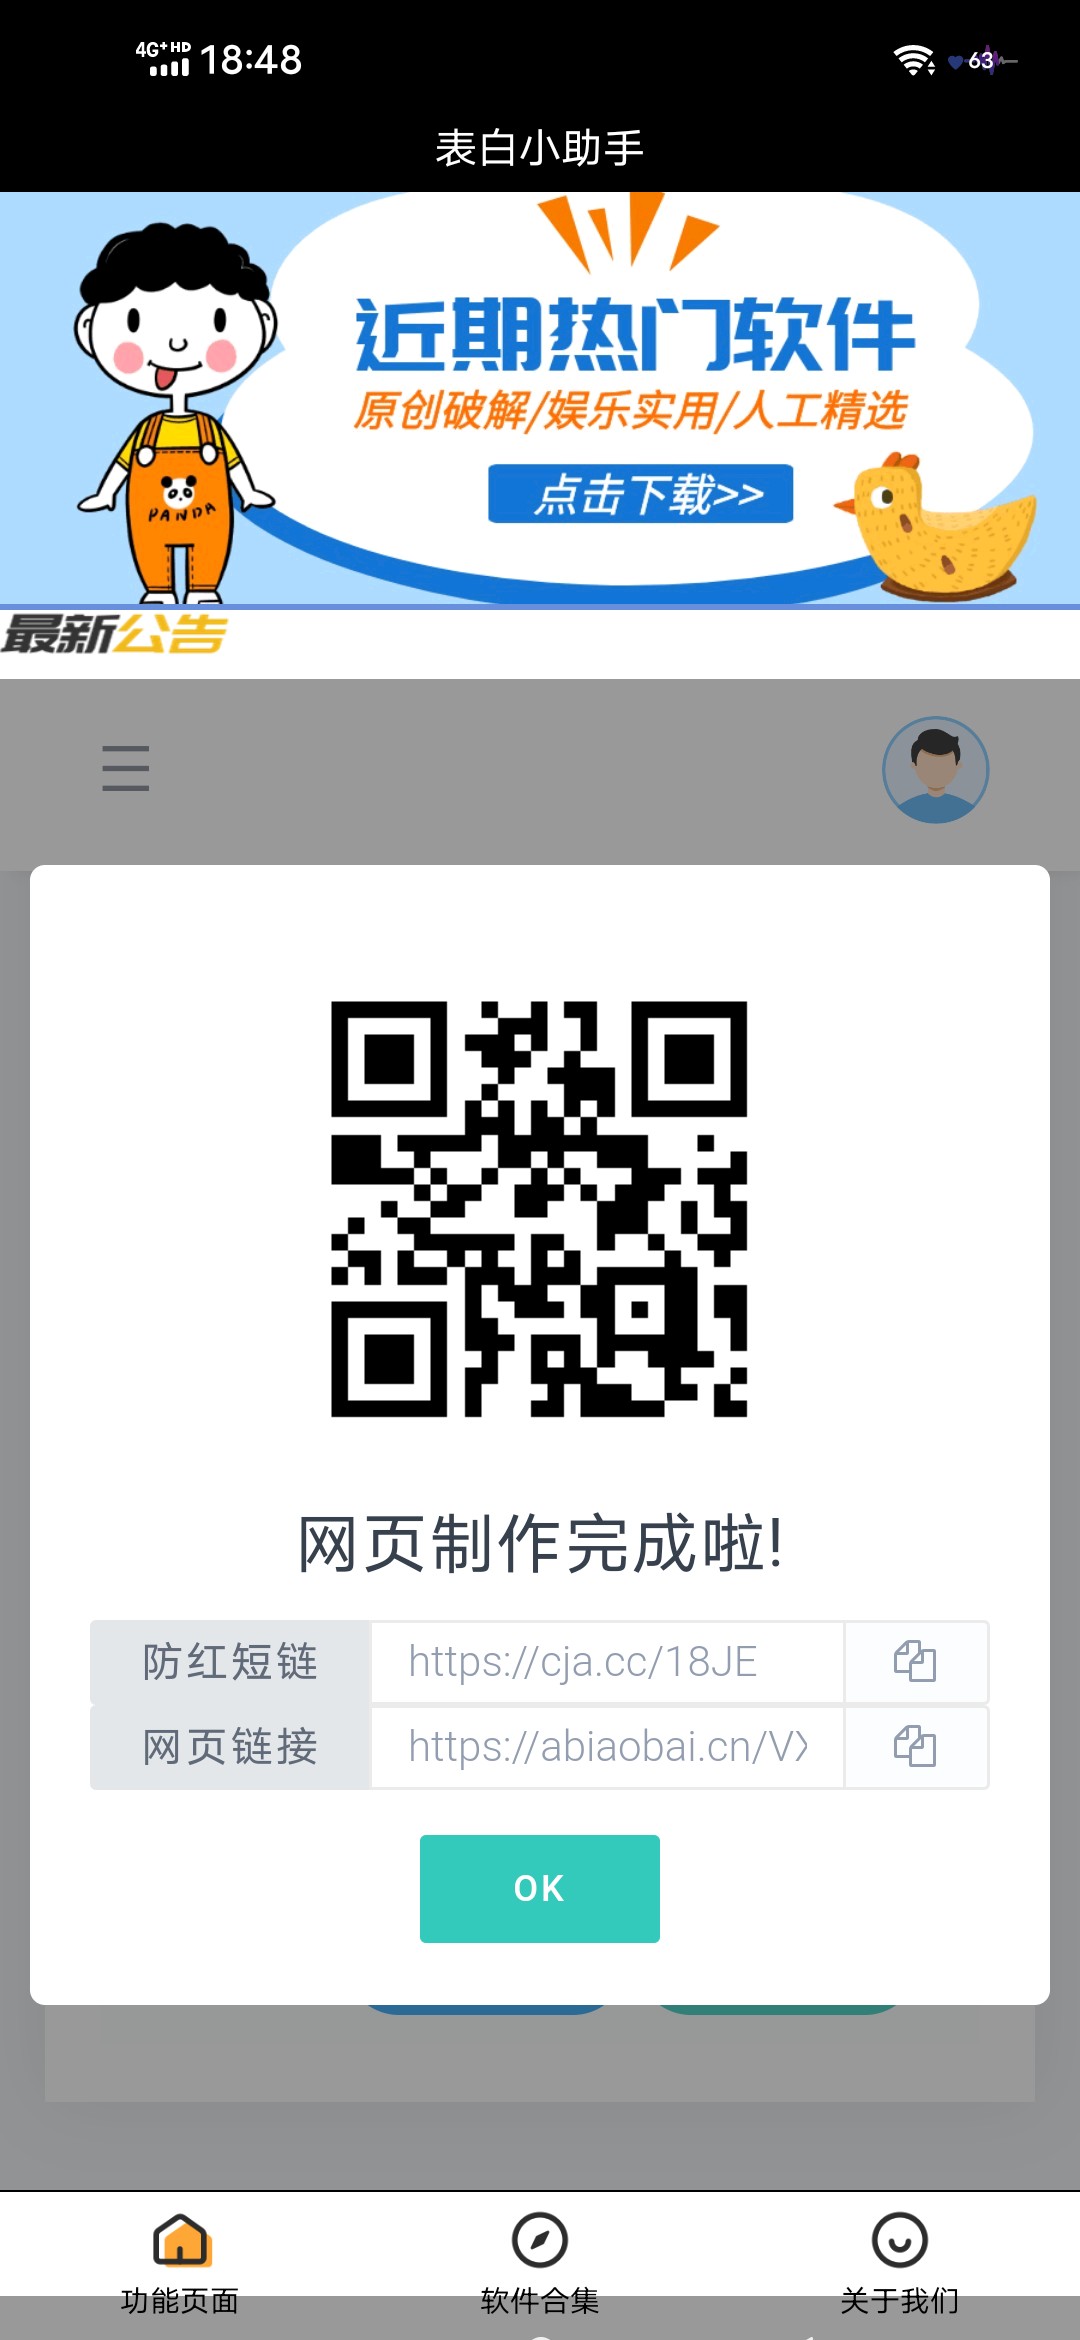 4G+ HD 18:48 63
表白小助手
近期热门软件
原创破解/娱乐实用/人工精选
点击下载>>
PANDA
最新公告
网页制作完成啦!
防红短链 https://cja.cc/18JE
网页链接 https://abiaobai.cn/VX
OK
功能页面 软件合集 关于我们